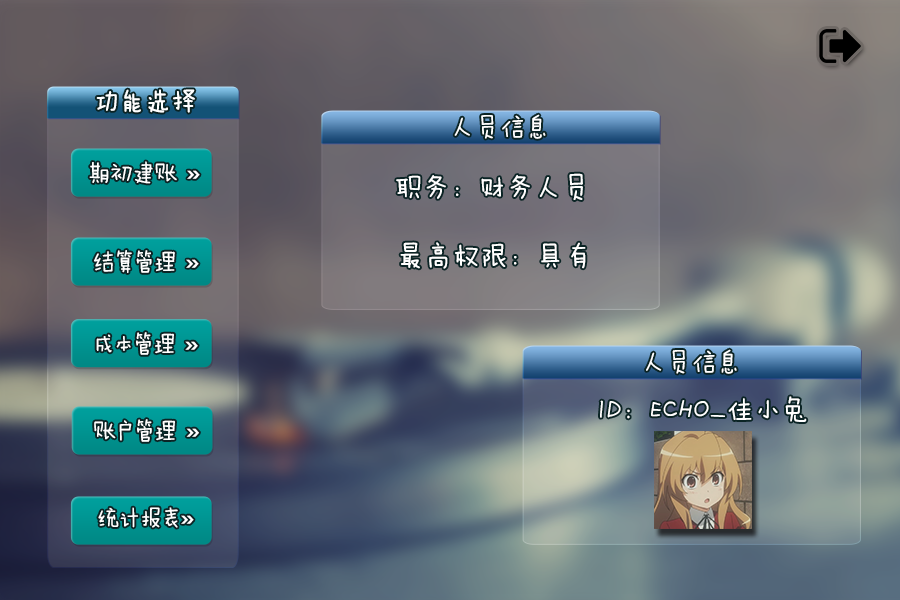 功能选择
期初建账 »
结算管理 »
成本管理 »
账户管理 »
统计报表»
人员信息
职务：财务人员
最高权限：具有
人员信息
ID：ECHO_佳小兔